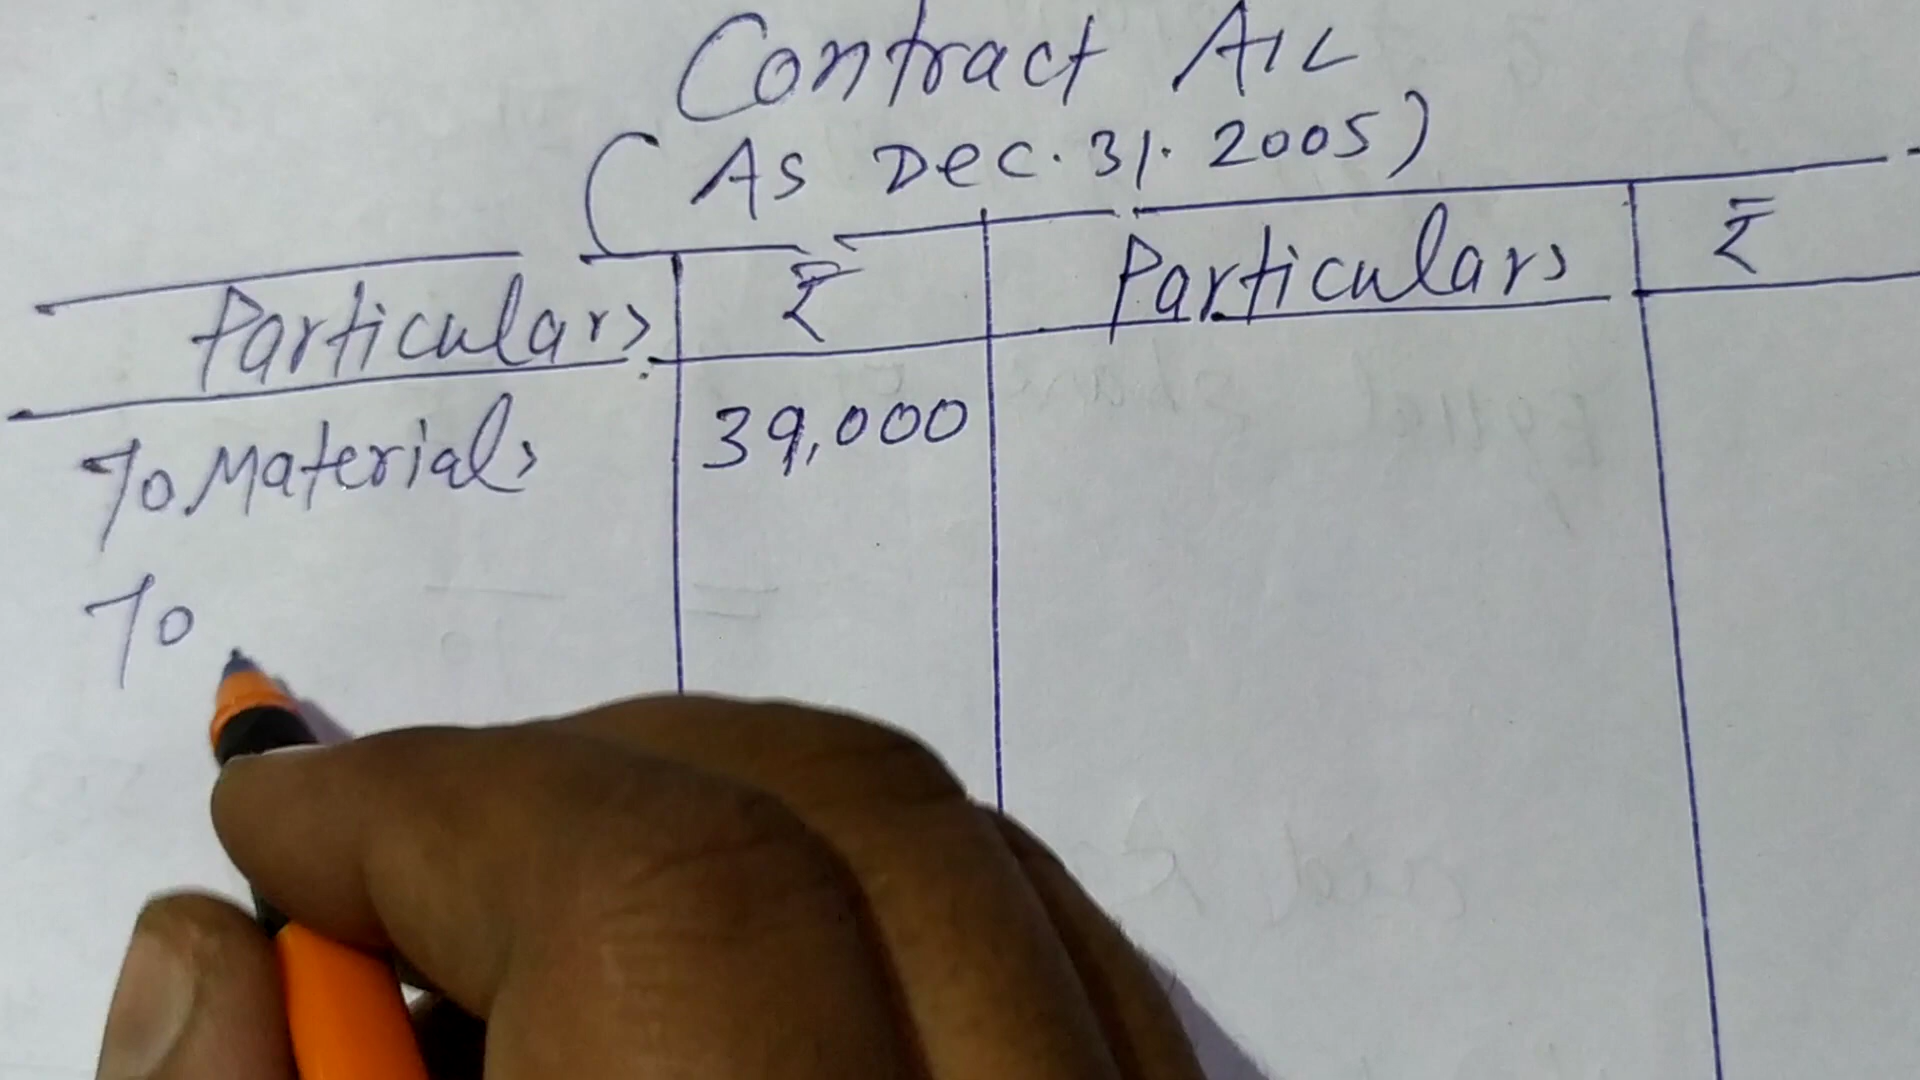 Contract A/c
(As Dec. 31. 2005)
Particulars ₹ Particulars ₹
To Materials 39,000
To